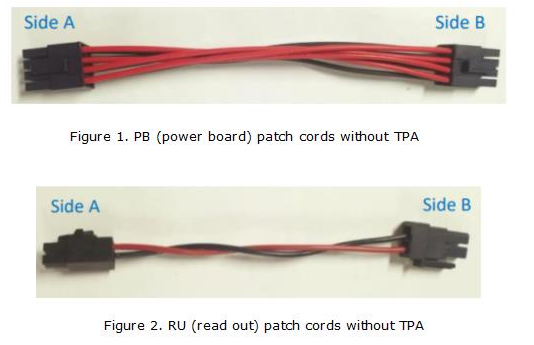 Side A
Side B
Figure 1. PB (power board) patch cords without TPA
Side A
Side B
Figure 2. RU (read out) patch cords without TPA